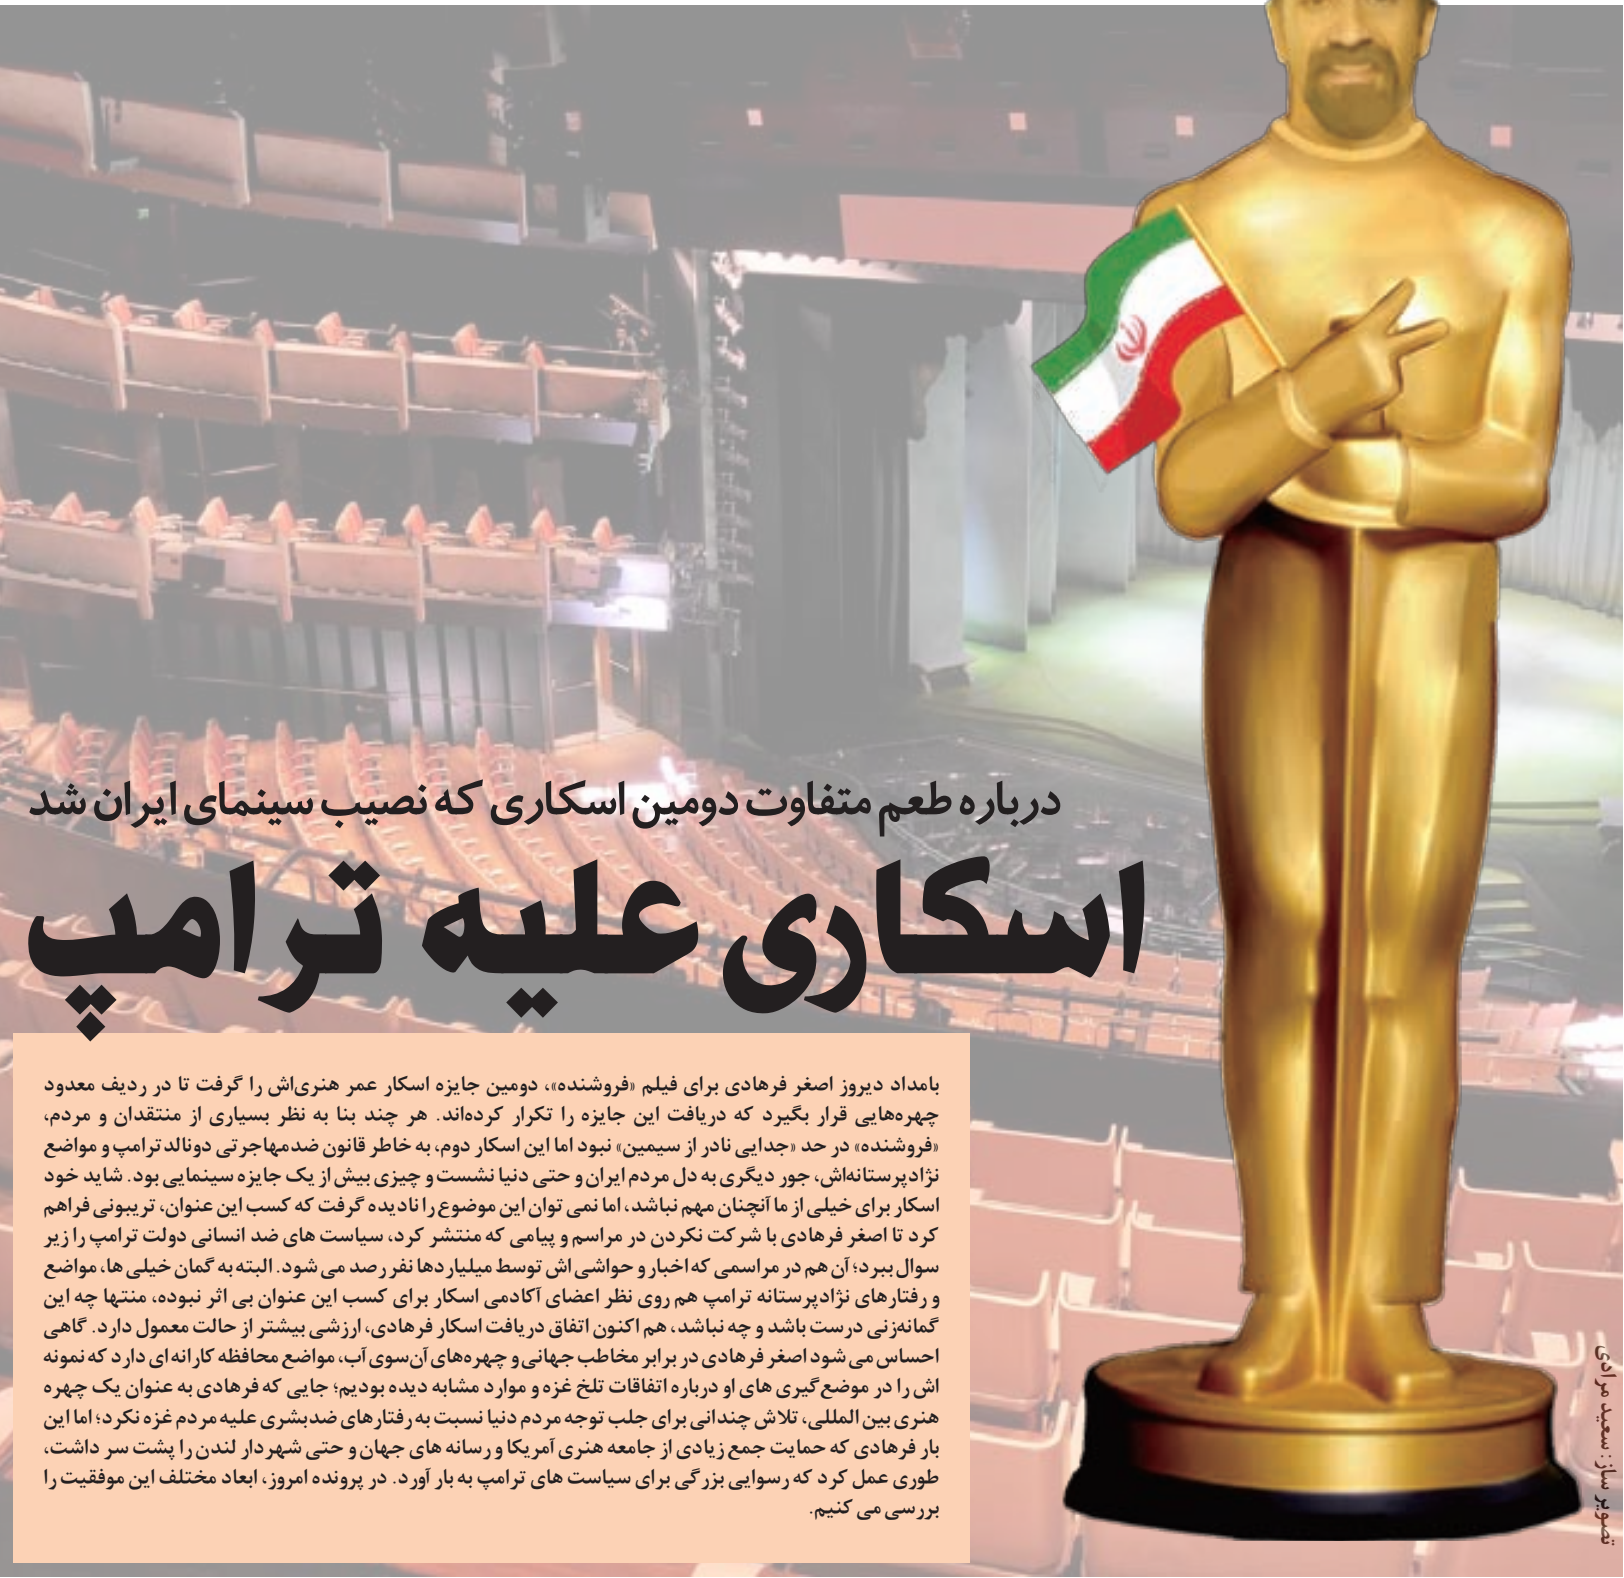 درباره طعم متفاوت دومین اسکاری که نصیب سینمای ایران شد
اسکاری علیه ترامپ
بامداد دیروز اصغر فرهادی برای فیلم «فروشنده»، دومین جایزه اسکار عمر هنری‌اش را گرفت تا در ردیف معدود
چهره‌هایی قرار بگیرد که دریافت این جایزه را تکرار کرده‌اند. هر چند بنا به نظر بسیاری از منتقدان و مردم،
«فروشنده» در حد «جدایی نادر از سیمین» نبود اما این اسکار دوم، به خاطر قانون ضدمهاجرتی دونالد ترامپ و مواضع
نژادپرستانه‌اش، جور دیگری به دل مردم ایران و حتی دنیا نشست و چیزی بیش از یک جایزه سینمایی بود. شاید خود
اسکار برای خیلی از ما آنچنان مهم نباشد، اما نمی توان این موضوع را نادیده گرفت که کسب این عنوان، تریبونی فراهم
کرد تا اصغر فرهادی با شرکت نکردن در مراسم و پیامی که منتشر کرد، سیاست های ضد انسانی دولت ترامپ را زیر
سوال ببرد؛ آن هم در مراسمی که اخبار و حواشی اش توسط میلیاردها نفر رصد می شود. البته به گمان خیلی ها، مواضع
و رفتارهای نژادپرستانه ترامپ هم روی نظر اعضای آکادمی اسکار برای کسب این عنوان بی اثر نبوده، منتها چه این
گمانه‌زنی درست باشد و چه نباشد، هم اکنون اتفاق دریافت اسکار فرهادی، ارزشی بیشتر از حالت معمول دارد. گاهی
احساس می شود اصغر فرهادی در برابر مخاطب جهانی و چهره‌های آن‌سوی آب، مواضع محافظه کارانه ای دارد که نمونه
اش را در موضع گیری های او درباره اتفاقات تلخ غزه و موارد مشابه دیده بودیم؛ جایی که فرهادی به عنوان یک چهره
هنری بین المللی، تلاش چندانی برای جلب توجه مردم دنیا نسبت به رفتارهای ضدبشری علیه مردم غزه نکرد؛ اما این
بار فرهادی که حمایت جمع زیادی از جامعه هنری آمریکا و رسانه های جهان و حتی شهردار لندن را پشت سر داشت،
طوری عمل کرد که رسوایی بزرگی برای سیاست های ترامپ به بار آورد. در پرونده امروز، ابعاد مختلف این موفقیت را
بررسی می کنیم.
تصویر ساز: سعید مرادی